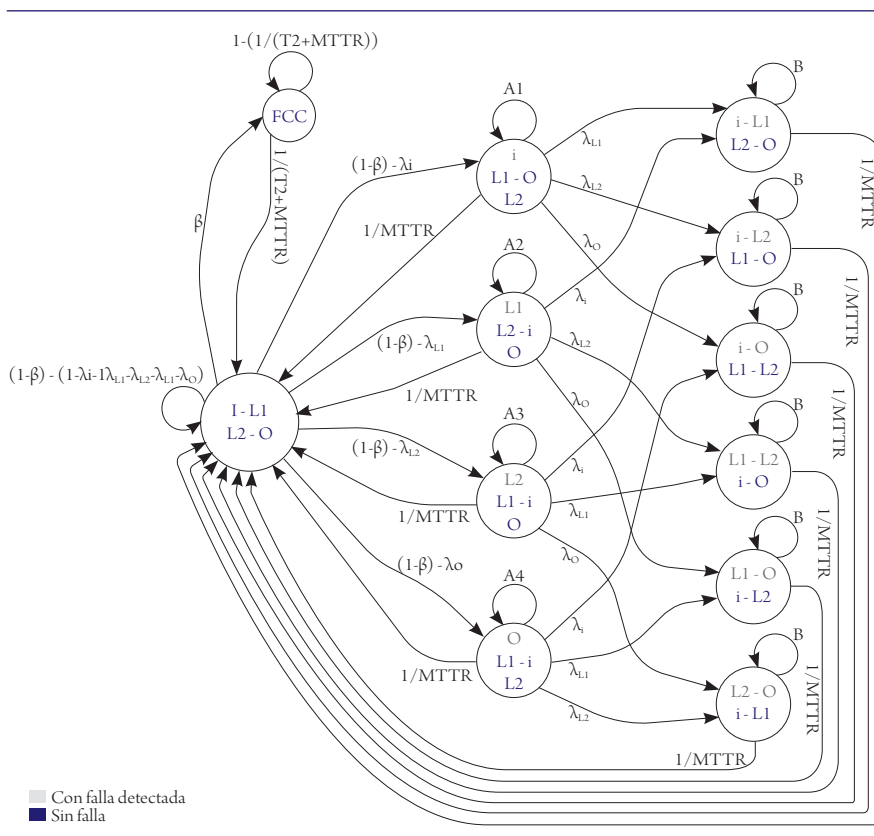 1-(1/(T2+MTTR))
FCC
β
1/(T2+MTTR)
(1-β) - λi
1/MTTR
(1-β) - λL1
1/MTTR
(1-β) - (1-λi-1λL1-λL2-λL1-λO)
I - L1
L2 - O
(1-β) - λL2
1/MTTR
(1-β) - λo
1/MTTR
A1
i
L1 - O
L2
A2
L1
L2 - i
O
A3
L2
L1 - i
O
A4
O
L1 - i
L2
λL1
λL2
λO
λi
λL2
λO
λi
λL1
λO
λi
λL1
λL2
B
i - L1
L2 - O
1/MTTR
B
i - L2
L1 - O
1/MTTR
B
i - O
L1 - L2
1/MTTR
B
L1 - L2
i - O
1/MTTR
B
L1 - O
i - L2
1/MTTR
B
L2 - O
i - L1
1/MTTR
Con falla detectada
Sin falla